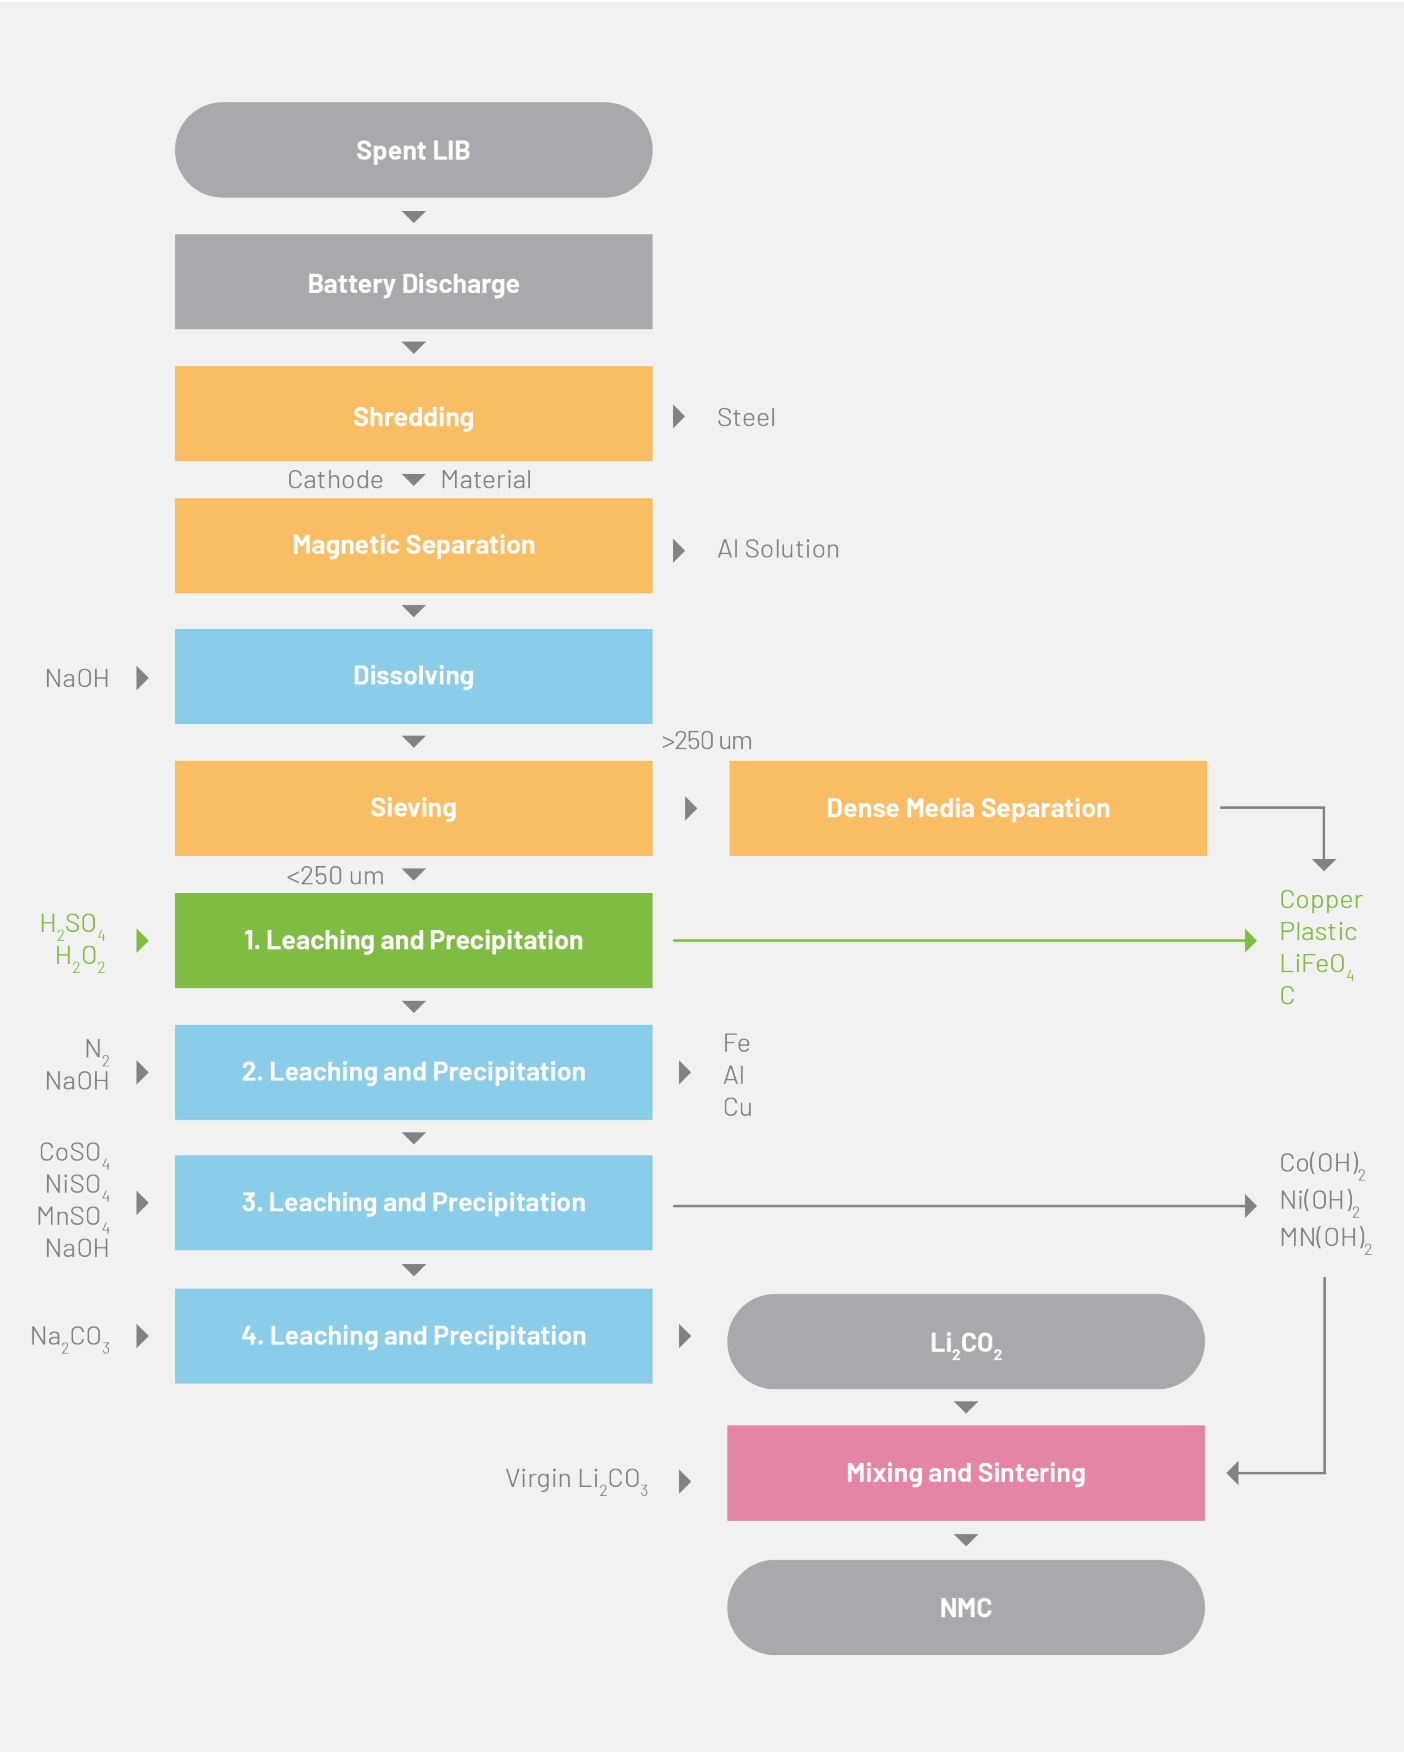 Spent LIB
Battery Discharge
Shredding
Steel
Cathode Material
Magnetic Separation
Al Solution
NaOH
Dissolving
>250 um
Sieving
Dense Media Separation
<250 um
H₂SO₄
H₂O₂
1. Leaching and Precipitation
Copper
Plastic
LiFeO₄
C
N₂
NaOH
2. Leaching and Precipitation
Fe
Al
Cu
CoSO₄
NiSO₄
MnSO₄
NaOH
3. Leaching and Precipitation
Co(OH)₂
Ni(OH)₂
MN(OH)₂
Na₂CO₃
4. Leaching and Precipitation
Li₂CO₂
Virgin Li₂CO₃
Mixing and Sintering
NMC